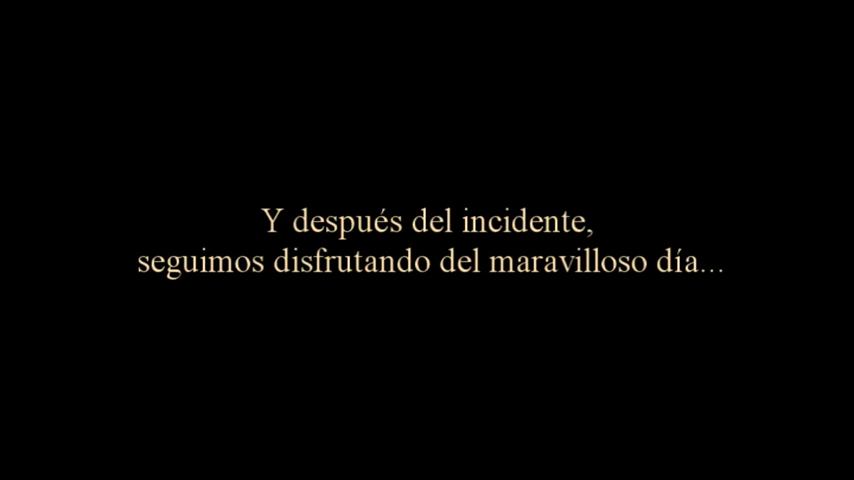 Y después del incidente,
seguimos disfrutando del maravilloso día...